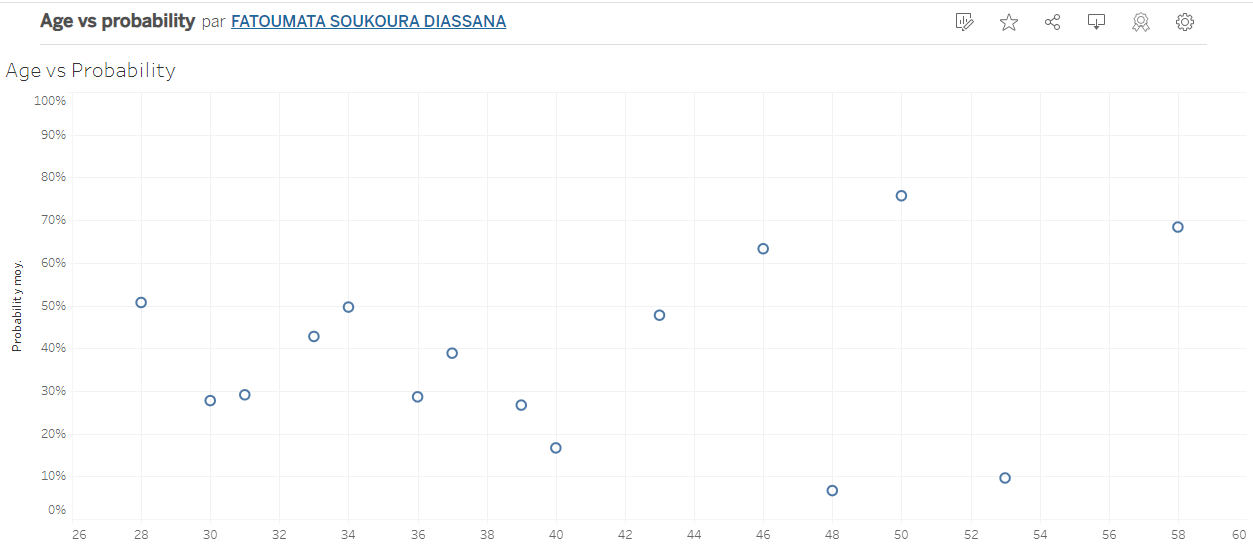 Age vs probability par FATOUMATA SOUKOURA DIASSANA
Age vs Probability
100%
90%
80%
70%
60%
50%
40%
30%
20%
10%
0%
Probability moy.
26 28 30 32 34 36 38 40 42 44 46 48 50 52 54 56 58 60